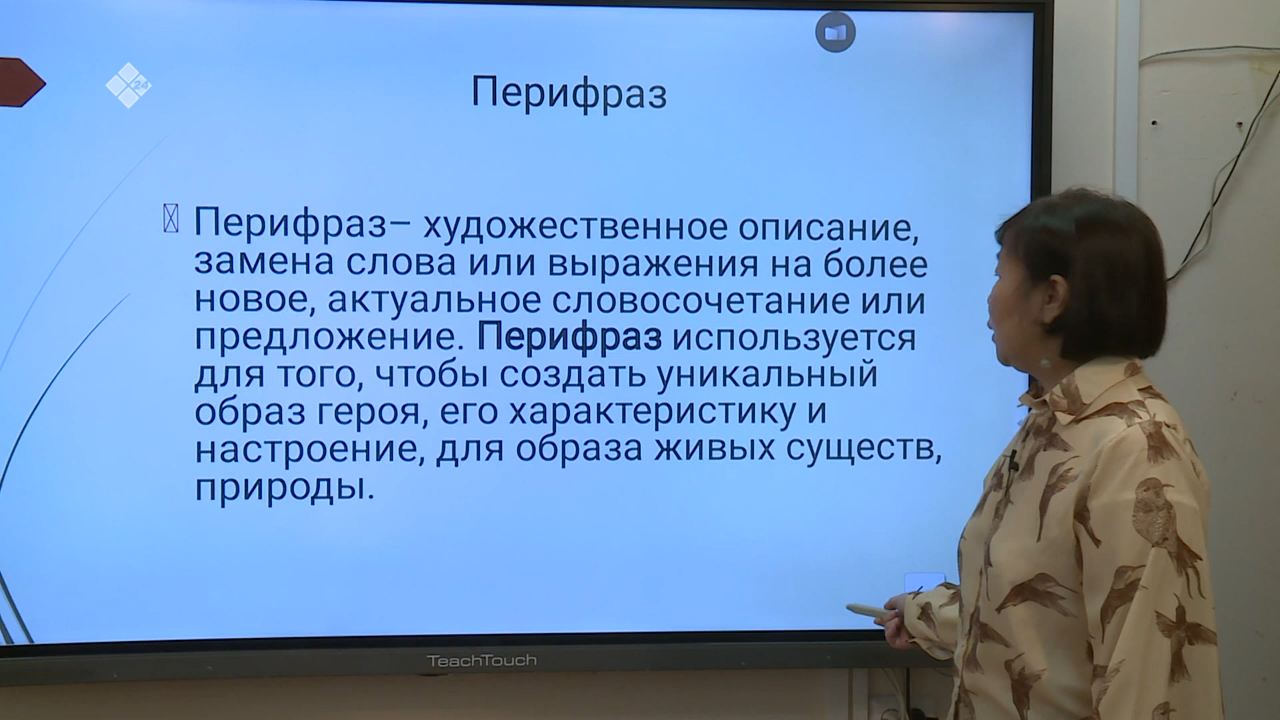 24
Перифраз
Перифраз– художественное описание,
замена слова или выражения на более
новое, актуальное словосочетание или
предложение. Перифраз используется
для того, чтобы создать уникальный
образ героя, его характеристику и
настроение, для образа живых существ,
природы.
TeachTouch